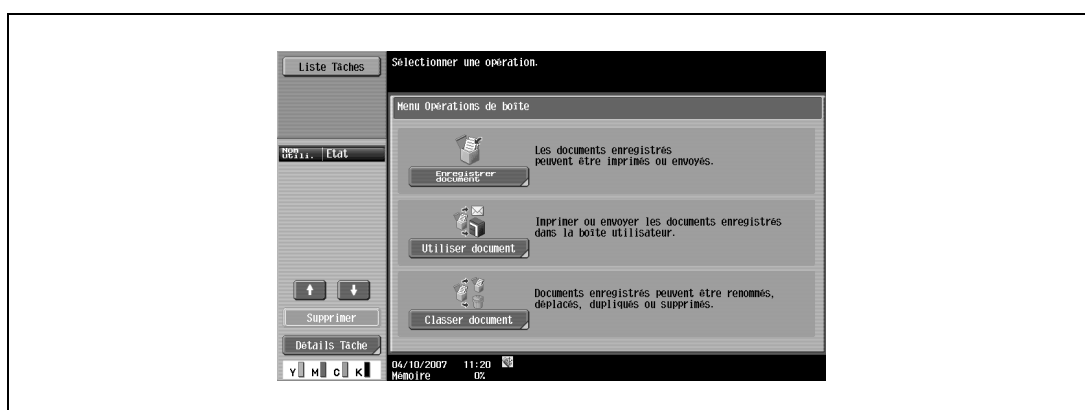 Liste Tâches
Sélectionner une opération.
Menu Opérations de boîte
Nom Utili. Etat
Les documents enregistrés
peuvent être imprimés ou envoyés.
Enregistrer
document
Imprimer ou envoyer les documents enregistrés
dans la boîte utilisateur.
Utiliser document
Documents enregistrés peuvent être renommés,
déplacés, dupliqués ou supprimés.
Classer document
Supprimer
Détails Tâche
Y M C K
04/10/2007 11:20
Mémoire 0%